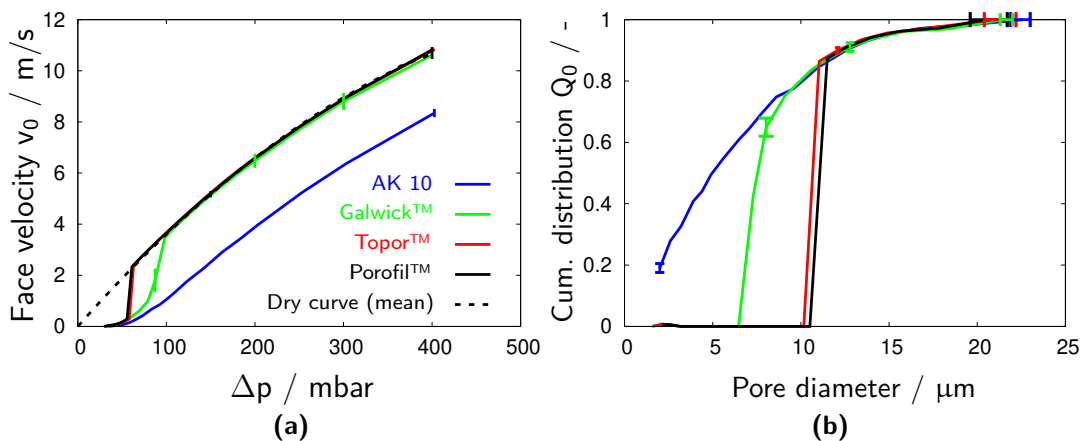 Face velocity v₀ / m/s
12
10
8
6
4
2
0
0 100 200 300 400 500
Δp / mbar
AK 10
Galwick™
Topor™
Porofil™
Dry curve (mean)
(a)
Cum. distribution Q₀ / -
1
0.8
0.6
0.4
0.2
0
0 5 10 15 20 25
Pore diameter / μm
(b)